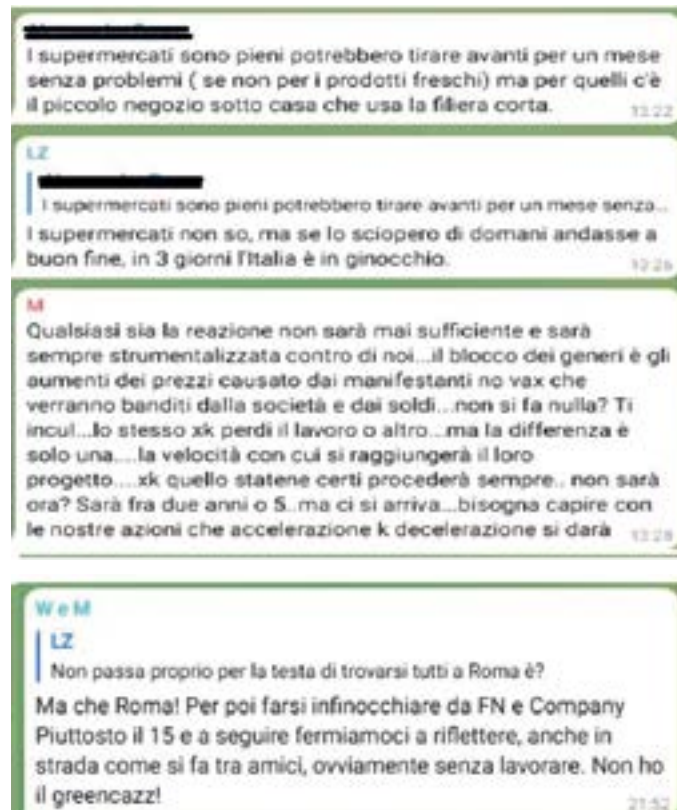 I supermercati sono pieni potrebbero tirare avanti per un mese
senza problemi ( se non per i prodotti freschi) ma per quelli c'è
il piccolo negozio sotto casa che usa la filiera corta.
13:22
LZ
I supermercati sono pieni potrebbero tirare avanti per un mese senza...
I supermercati non so, ma se lo sciopero di domani andasse a
buon fine, in 3 giorni l'Italia è in ginocchio.
13:26
M
Qualsiasi sia la reazione non sarà mai sufficiente e sarà
sempre strumentalizzata contro di noi...il blocco dei generi è gli
aumenti dei prezzi causato dai manifestanti no vax che
verranno banditi dalla società e dai soldi...non si fa nulla? Ti
incul...lo stesso xk perdi il lavoro o altro...ma la differenza è
solo una....la velocità con cui si raggiungerà il loro
progetto....xk quello statene certi procederà sempre.. non sarà
ora? Sarà fra due anni o 5..ma ci si arriva...bisogna capire con
le nostre azioni che accelerazione k decelerazione si darà
13:28
W e M
LZ
Non passa proprio per la testa di trovarsi tutti a Roma è?
Ma che Roma! Per poi farsi infinocchiare da FN e Company
Piuttosto il 15 e a seguire fermiamoci a riflettere, anche in
strada come si fa tra amici, ovviamente senza lavorare. Non ho
il greencazz!
21:52